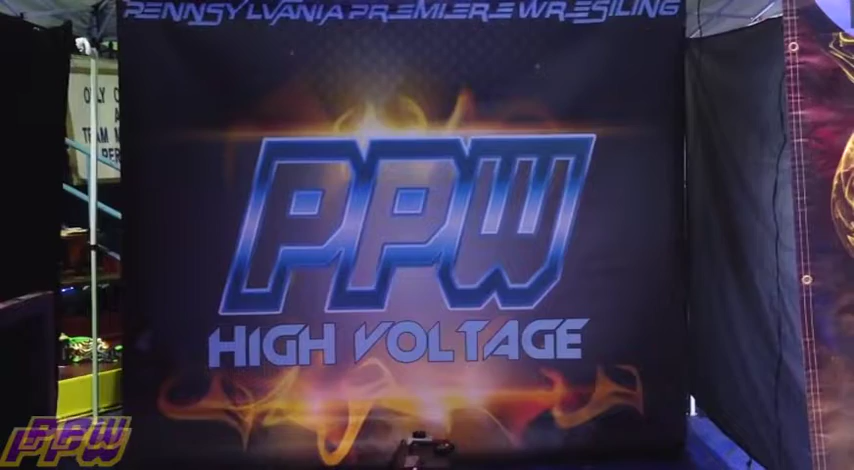 PENNSYLVANIA PREMIERE WRESTLING
PPW
HIGH VOLTAGE
PPW